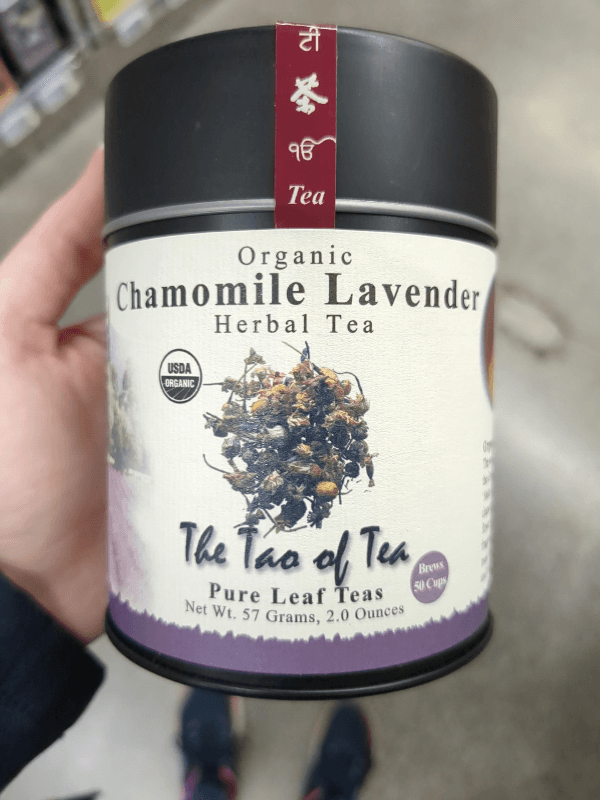 टी
茶
ੴ
Tea
Organic
Chamomile Lavender
Herbal Tea
USDA
ORGANIC
The Tao of Tea
Brews
50 Cups
Pure Leaf Teas
Net Wt. 57 Grams, 2.0 Ounces